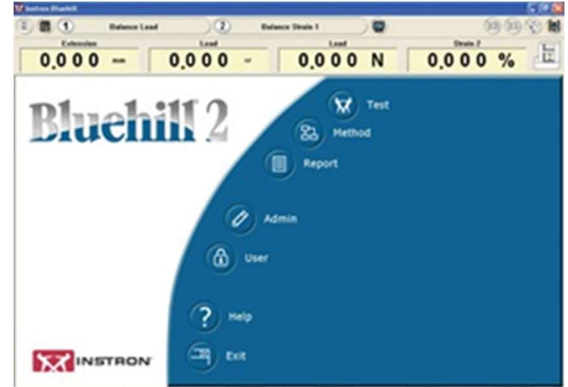 Instron Bluehill
1 Balance Load 2 Balance Strain 1
Extension Load Load Strain 2
0.000 mm 0.000 0.000 N 0.000 %
Bluehill 2
Test
Method
Report
Admin
User
? Help
Exit
INSTRON